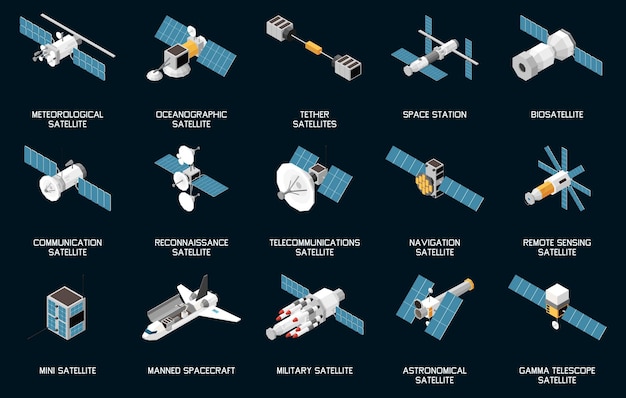 METEOROLOGICAL
SATELLITE
OCEANOGRAPHIC
SATELLITE
TETHER
SATELLITES
SPACE STATION
BIOSATELLITE
COMMUNICATION
SATELLITE
RECONNAISSANCE
SATELLITE
TELECOMMUNICATIONS
SATELLITE
NAVIGATION
SATELLITE
REMOTE SENSING
SATELLITE
MINI SATELLITE
MANNED SPACECRAFT
MILITARY SATELLITE
ASTRONOMICAL
SATELLITE
GAMMA TELESCOPE
SATELLITE